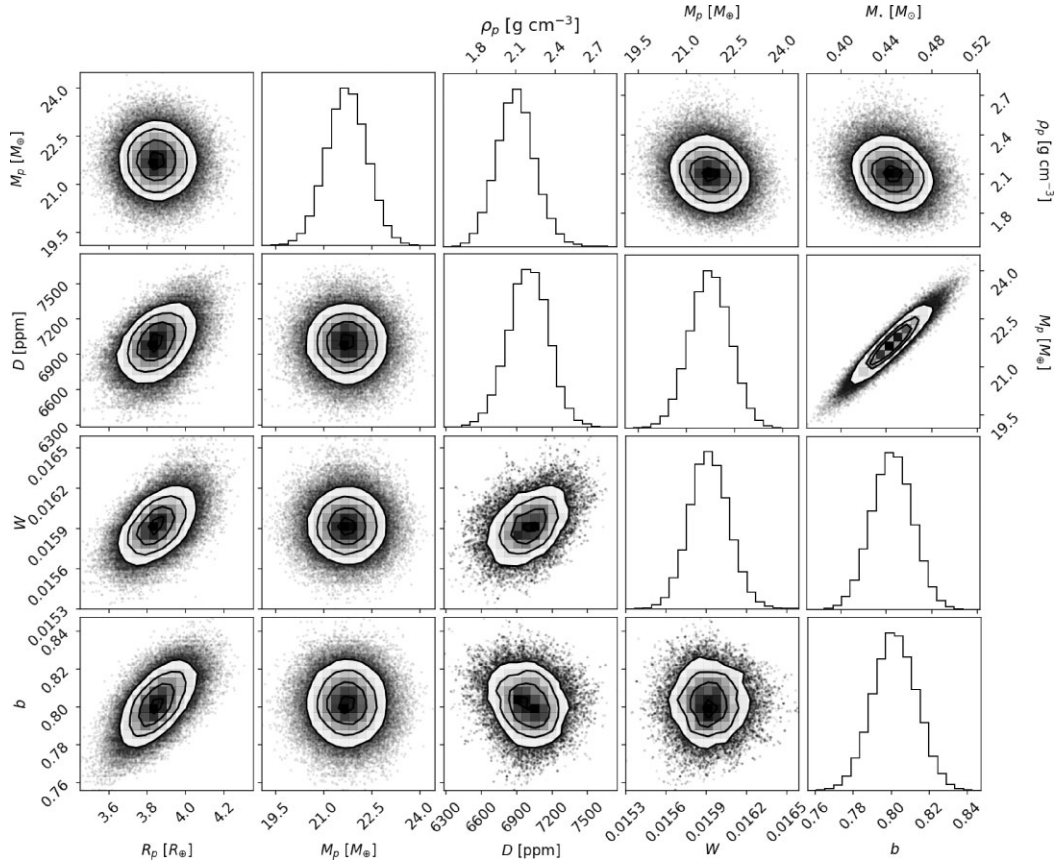 ρ_p [g cm⁻³]
1.8 2.1 2.4 2.7
M_p [M_⊕]
19.5 21.0 22.5 24.0
M⋆ [M_⊙]
0.40 0.44 0.48 0.52
M_p [M_⊕]
24.0
22.5
21.0
19.5
2.7
2.4
2.1
1.8
ρ_p [g cm⁻³]
D [ppm]
7500
7200
6900
6600
6300
24.0
22.5
21.0
19.5
M_p [M_⊕]
W
0.0165
0.0162
0.0159
0.0156
0.0153
b
0.84
0.82
0.80
0.78
0.76
3.6 3.8 4.0 4.2
R_p [R_⊕]
19.5 21.0 22.5 24.0
M_p [M_⊕]
6300 6600 6900 7200 7500
D [ppm]
0.0153 0.0156 0.0159 0.0162 0.0165
W
0.76 0.78 0.80 0.82 0.84
b